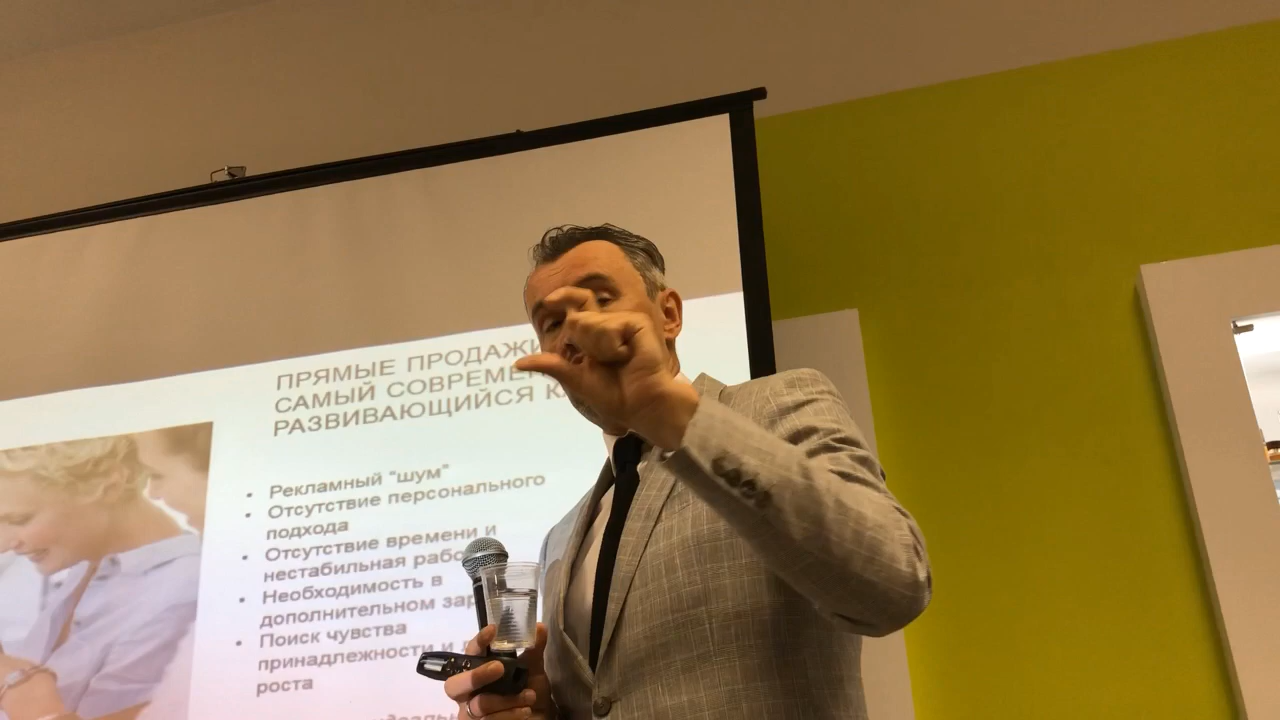 ПРЯМЫЕ ПРОДАЖИ
САМЫЙ СОВРЕМЕН
РАЗВИВАЮЩИЙСЯ К
• Рекламный "шум"
• Отсутствие персонального
подхода
• Отсутствие времени и
нестабильная рабо
• Необходимость в
дополнительном зар
• Поиск чувства
принадлежности и
роста